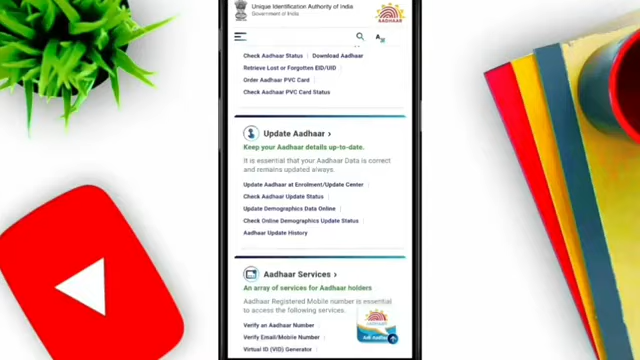 Unique Identification Authority of India
Government of India
AADHAAR
Check Aadhaar Status | Download Aadhaar
Retrieve Lost or Forgotten EID/UID
Order Aadhaar PVC Card
Check Aadhaar PVC Card Status
Update Aadhaar ›
Keep your Aadhaar details up-to-date.
It is essential that your Aadhaar Data is correct
and remains updated always.
Update Aadhaar at Enrolment/Update Center
Check Aadhaar Update Status
Update Demographics Data Online
Check Online Demographics Update Status
Aadhaar Update History
Aadhaar Services ›
An array of services for Aadhaar holders
Aadhaar Registered Mobile number is essential
to access the following services.
Verify an Aadhaar Number
Verify Email/Mobile Number
Virtual ID (VID) Generator